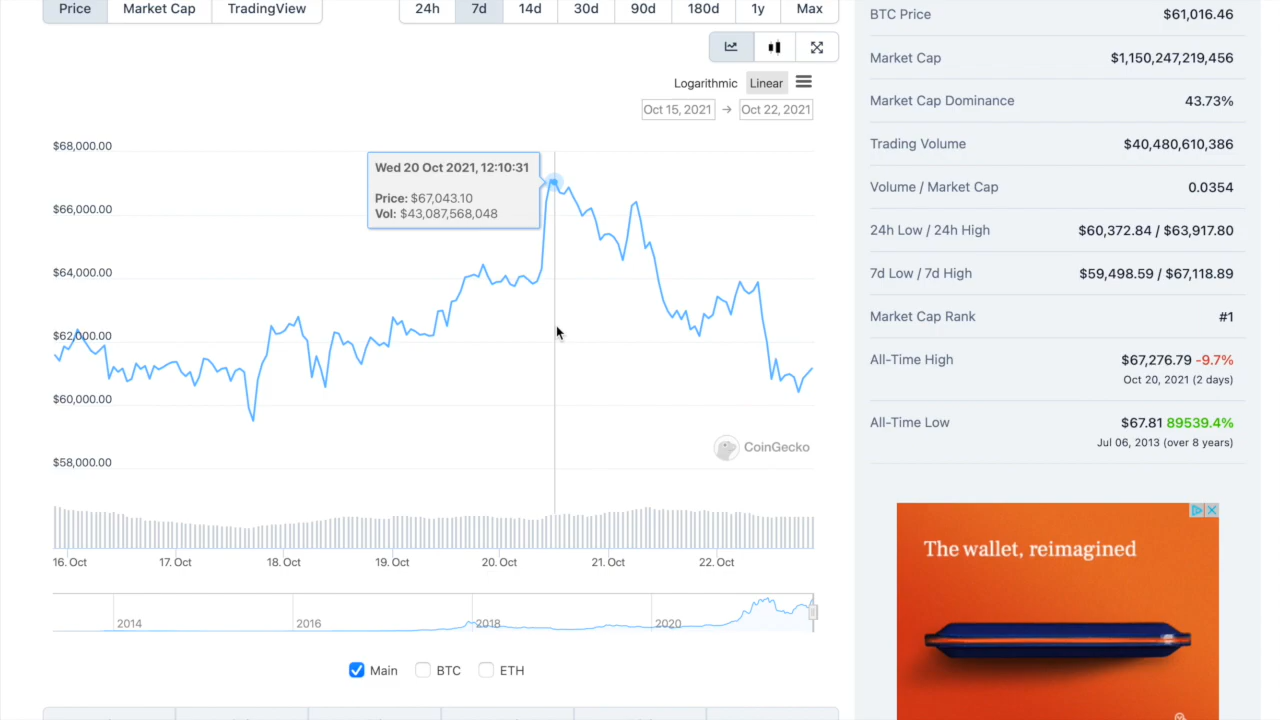 Price Market Cap TradingView 24h 7d 14d 30d 90d 180d 1y Max
Logarithmic Linear
Oct 15, 2021 → Oct 22, 2021
$68,000.00
$66,000.00
$64,000.00
$62,000.00
$60,000.00
$58,000.00
Wed 20 Oct 2021, 12:10:31
Price: $67,043.10
Vol: $43,087,568,048
CoinGecko
16. Oct 17. Oct 18. Oct 19. Oct 20. Oct 21. Oct 22. Oct
2014 2016 2018 2020
Main BTC ETH
BTC Price $61,016.46
Market Cap $1,150,247,219,456
Market Cap Dominance 43.73%
Trading Volume $40,480,610,386
Volume / Market Cap 0.0354
24h Low / 24h High $60,372.84 / $63,917.80
7d Low / 7d High $59,498.59 / $67,118.89
Market Cap Rank #1
All-Time High $67,276.79 -9.7%
Oct 20, 2021 (2 days)
All-Time Low $67.81 89539.4%
Jul 06, 2013 (over 8 years)
The wallet, reimagined